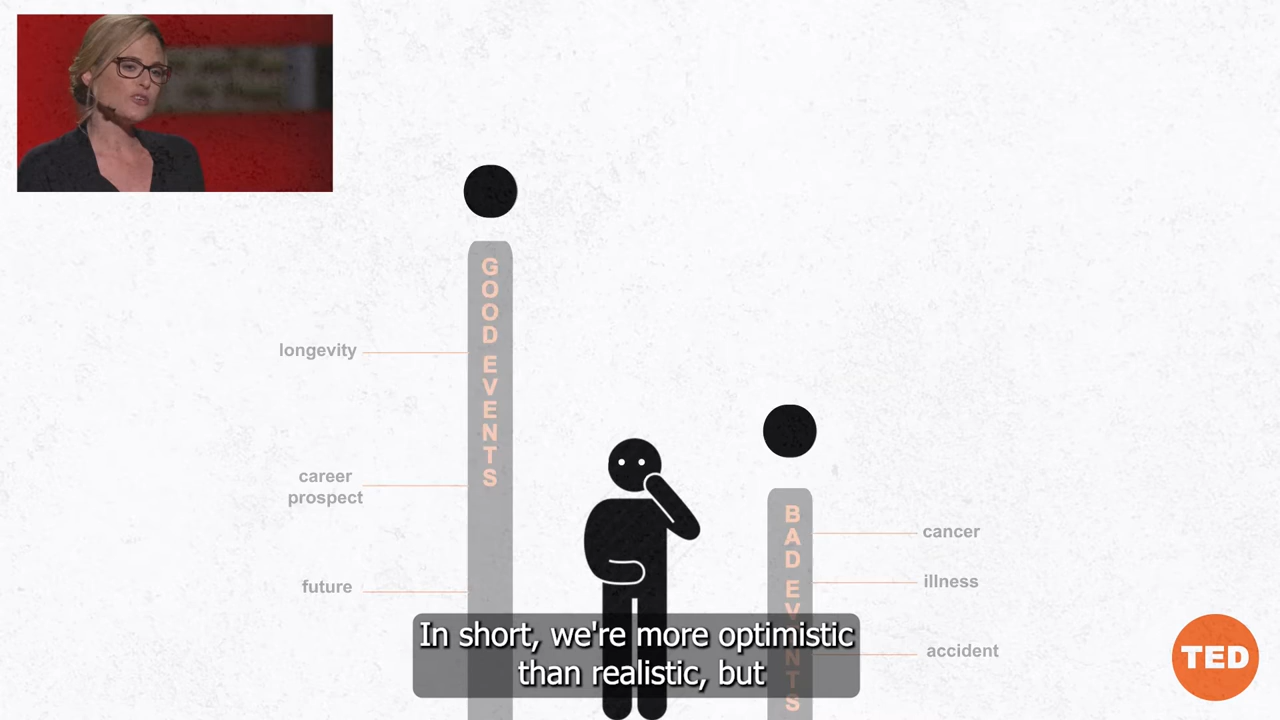 GOOD EVENTS
longevity
career
prospect
future
BAD EVENTS
cancer
illness
accident
In short, we're more optimistic
than realistic, but
TED